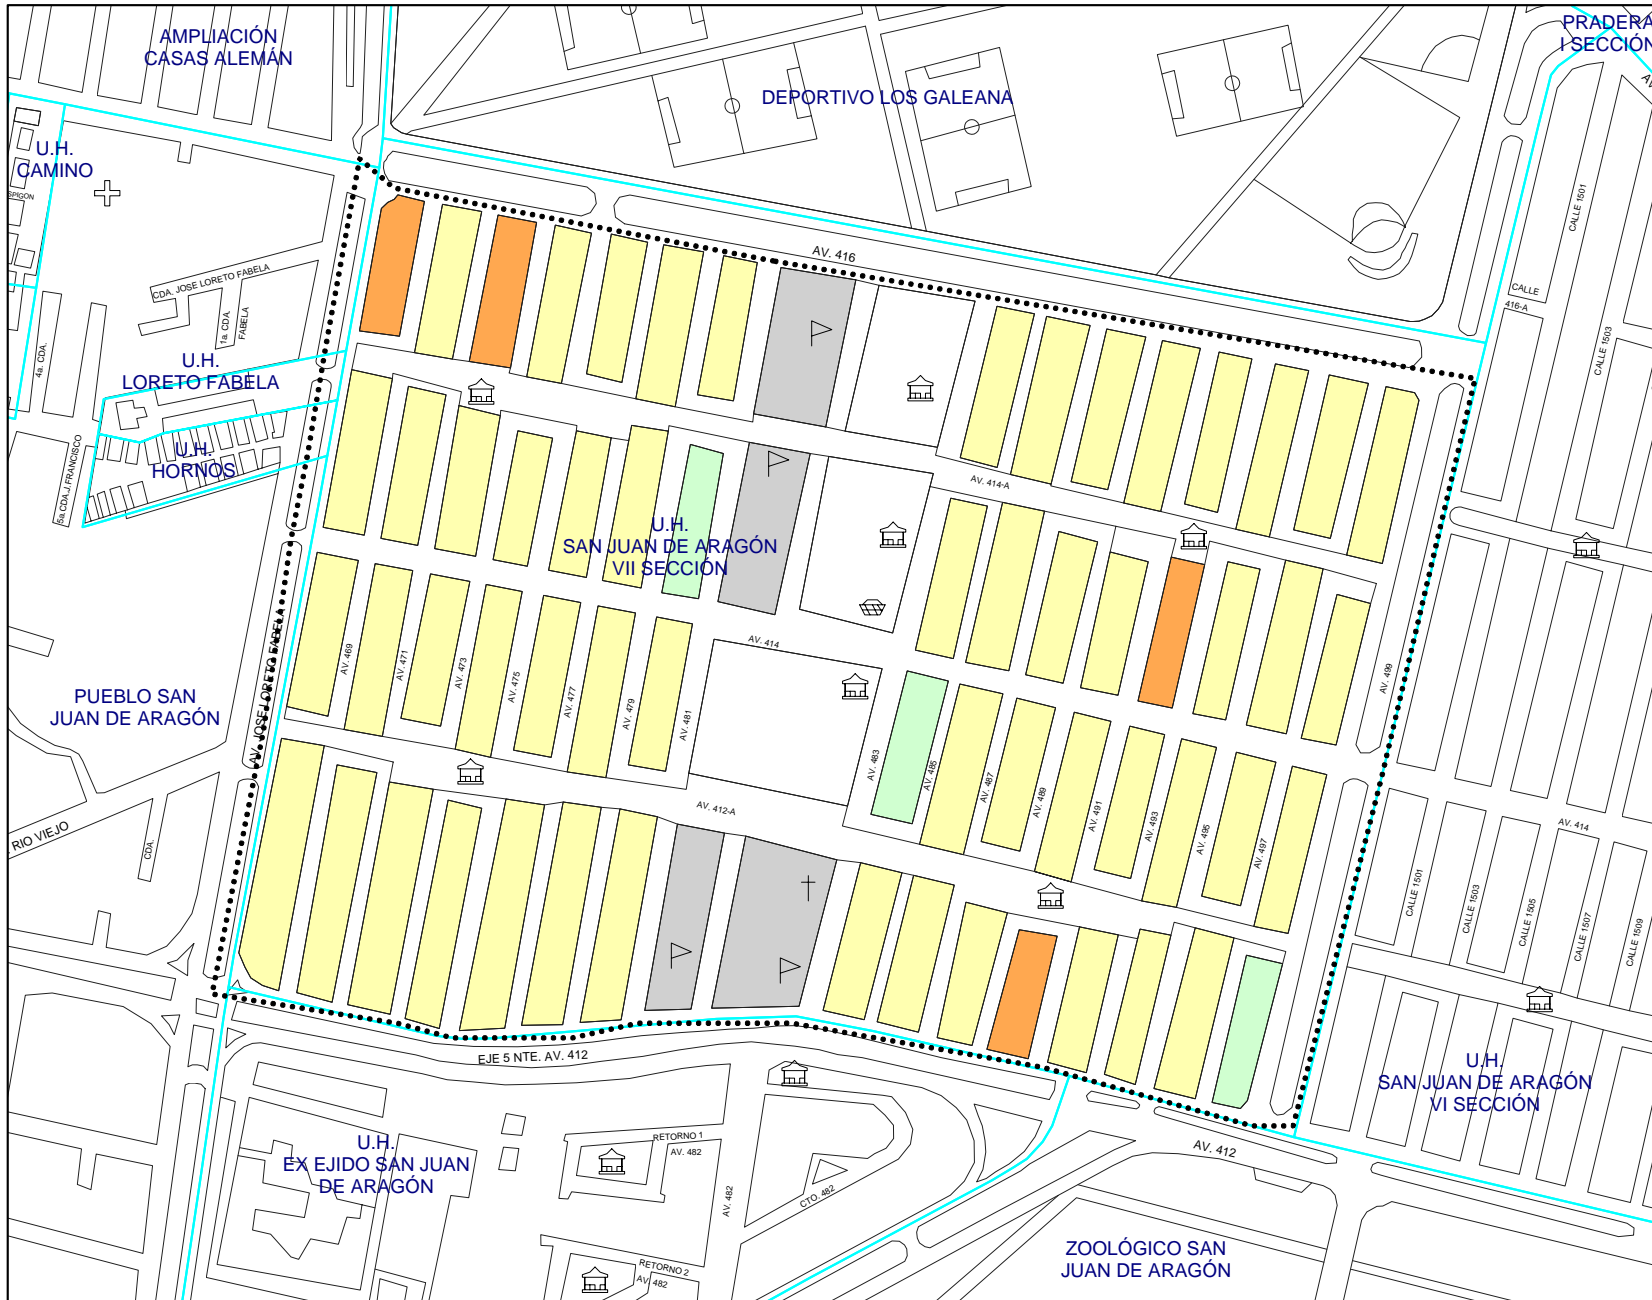 AMPLIACIÓN
CASAS ALEMÁN
PRADERA
I SECCIÓN
DEPORTIVO LOS GALEANA
U.H.
CAMINO
SPIGÓN
CALLE 1501
AV. 416
CDA. JOSE LORETO FABELA
1a. CDA.
FABELA
CALLE
416-A
CALLE 1503
4a. CDA.
U.H.
LORETO FABELA
U.H.
HORNOS
5a.CDA.J.FRANCISCO
AV. 414-A
U.H.
SAN JUAN DE ARAGÓN
VII SECCIÓN
AV. 414
AV. JOSE LORETO FABELA
AV. 469
AV. 471
AV. 473
AV. 475
AV. 477
AV. 479
AV. 481
AV. 499
PUEBLO SAN
JUAN DE ARAGÓN
AV. 483
AV. 485
AV. 487
AV. 489
AV. 491
AV. 493
AV. 495
AV. 497
AV. 412-A
AV. 414
RIO VIEJO
CDA.
CALLE 1501
CALLE 1503
CALLE 1505
CALLE 1507
CALLE 1509
EJE 5 NTE. AV. 412
U.H.
SAN JUAN DE ARAGÓN
VI SECCIÓN
U.H.
EX EJIDO SAN JUAN
DE ARAGÓN
RETORNO 1
AV. 482
AV. 482
CTO. 482
AV. 412
RETORNO 2
AV. 482
ZOOLÓGICO SAN
JUAN DE ARAGÓN